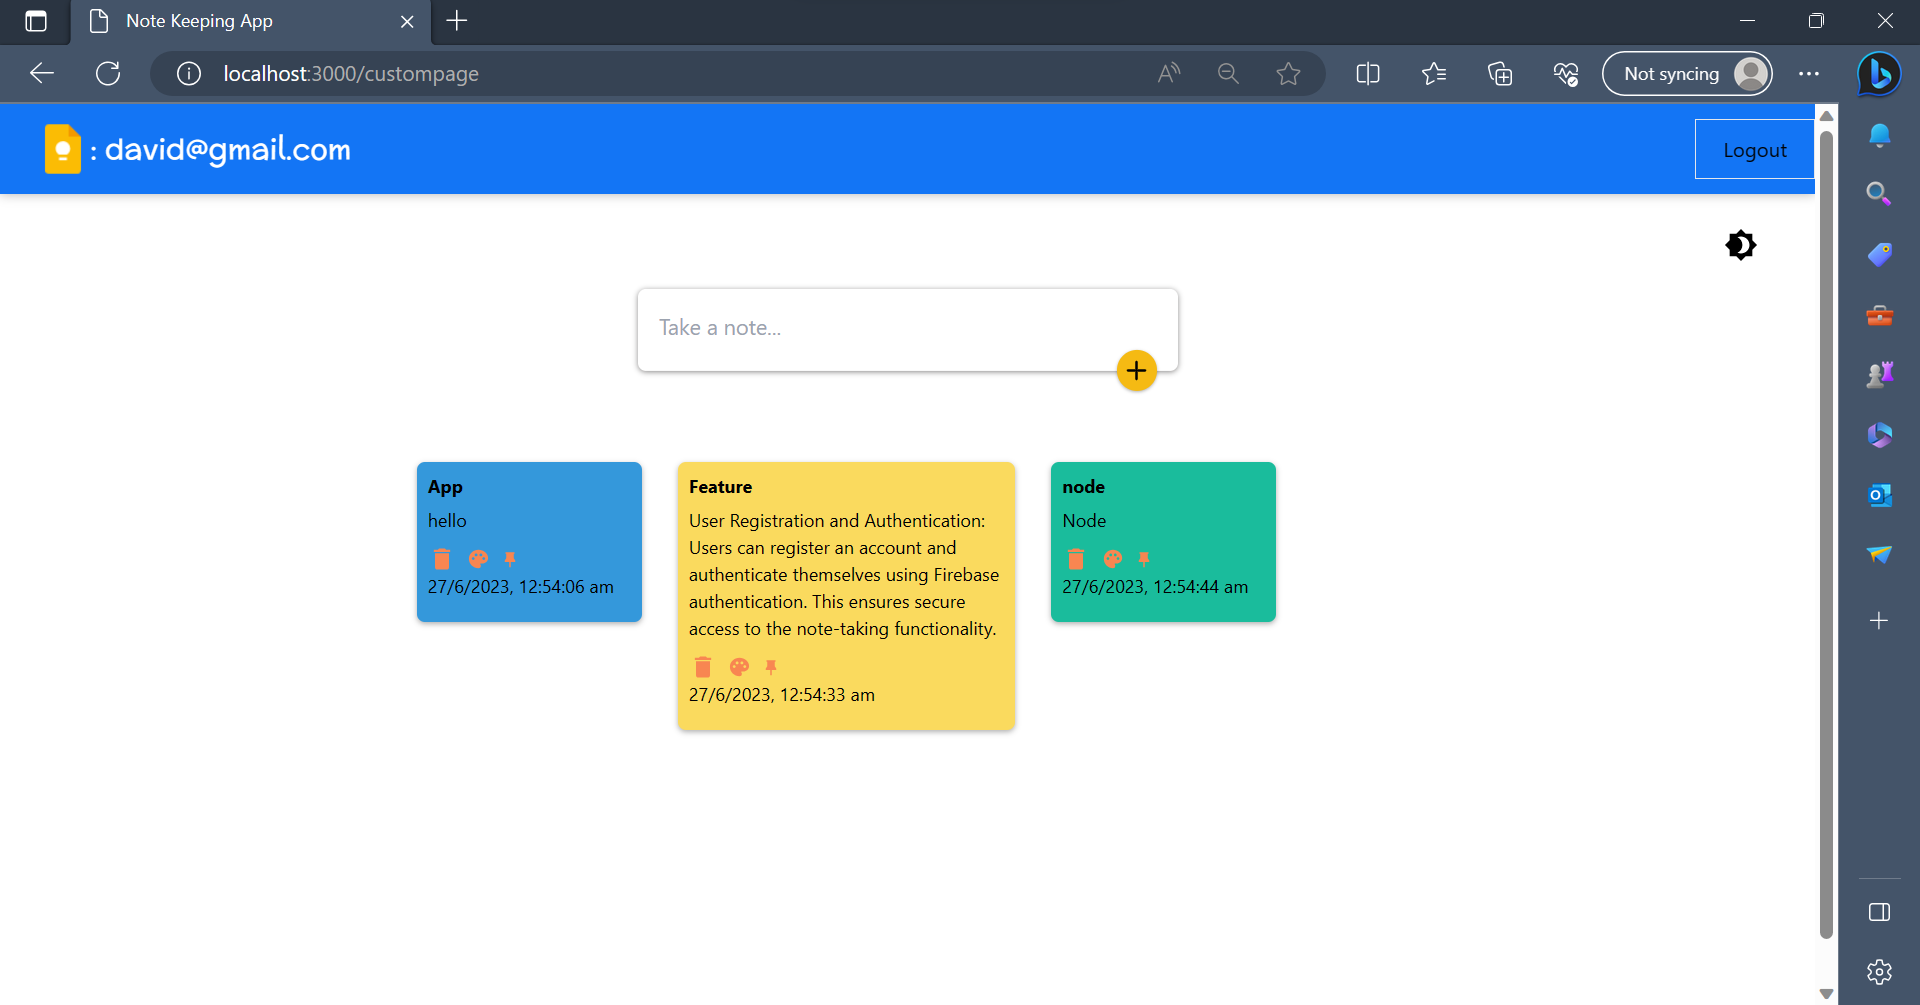 Note Keeping App
localhost:3000/custompage
Not syncing
: david@gmail.com
Logout
Take a note...
App
hello
27/6/2023, 12:54:06 am
Feature
User Registration and Authentication:
Users can register an account and
authenticate themselves using Firebase
authentication. This ensures secure
access to the note-taking functionality.
27/6/2023, 12:54:33 am
node
Node
27/6/2023, 12:54:44 am